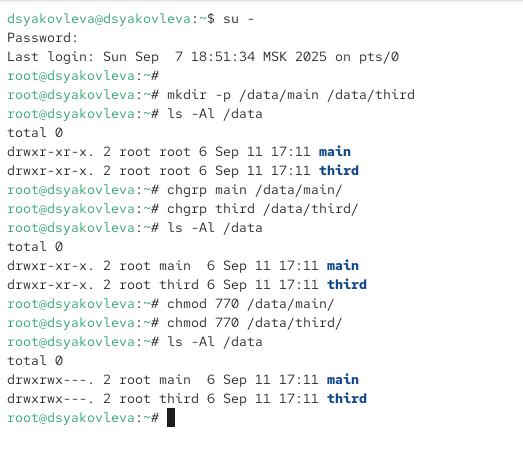 dsyakovleva@dsyakovleva:~$ su -
Password:
Last login: Sun Sep  7 18:51:34 MSK 2025 on pts/0
root@dsyakovleva:~#
root@dsyakovleva:~# mkdir -p /data/main /data/third
root@dsyakovleva:~# ls -Al /data
total 0
drwxr-xr-x. 2 root root 6 Sep 11 17:11 main
drwxr-xr-x. 2 root root 6 Sep 11 17:11 third
root@dsyakovleva:~# chgrp main /data/main/
root@dsyakovleva:~# chgrp third /data/third/
root@dsyakovleva:~# ls -Al /data
total 0
drwxr-xr-x. 2 root main  6 Sep 11 17:11 main
drwxr-xr-x. 2 root third 6 Sep 11 17:11 third
root@dsyakovleva:~# chmod 770 /data/main/
root@dsyakovleva:~# chmod 770 /data/third/
root@dsyakovleva:~# ls -Al /data
total 0
drwxrwx---. 2 root main  6 Sep 11 17:11 main
drwxrwx---. 2 root third 6 Sep 11 17:11 third
root@dsyakovleva:~#